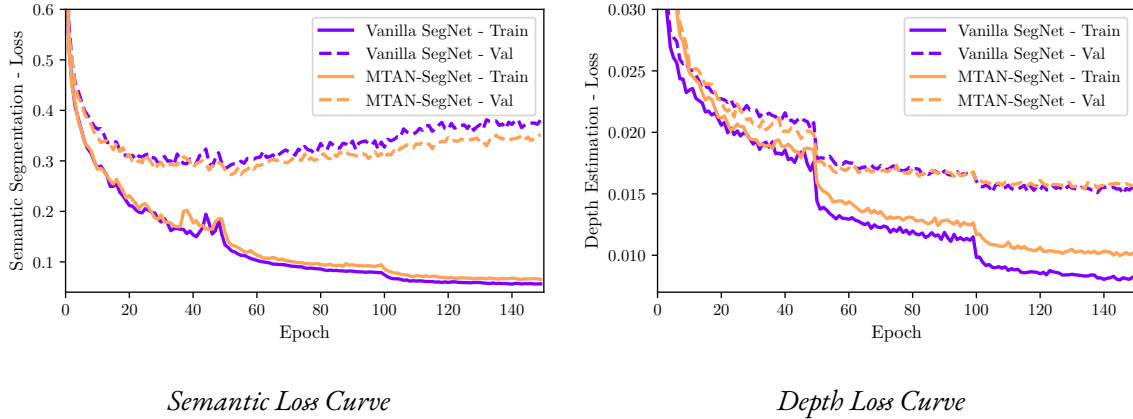 Semantic Segmentation - Loss
0.6
0.5
0.4
0.3
0.2
0.1
0 20 40 60 80 100 120 140
Epoch
Vanilla SegNet - Train
Vanilla SegNet - Val
MTAN-SegNet - Train
MTAN-SegNet - Val
Semantic Loss Curve
Depth Estimation - Loss
0.030
0.025
0.020
0.015
0.010
0 20 40 60 80 100 120 140
Epoch
Vanilla SegNet - Train
Vanilla SegNet - Val
MTAN-SegNet - Train
MTAN-SegNet - Val
Depth Loss Curve